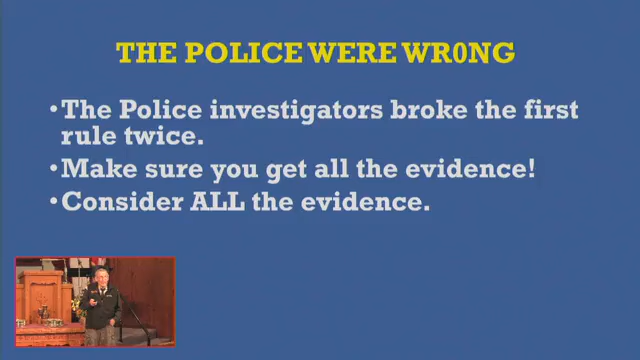 THE POLICE WERE WR0NG
•The Police investigators broke the first
rule twice.
•Make sure you get all the evidence!
•Consider ALL the evidence.